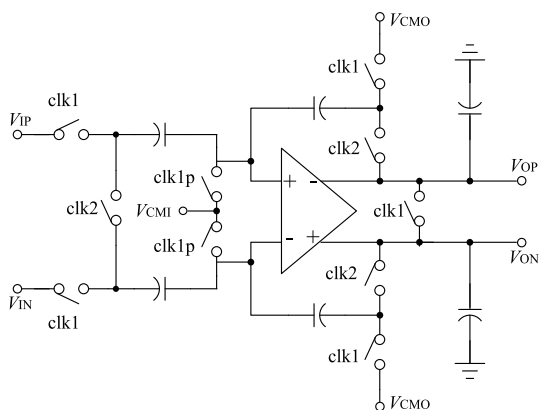 VCMO
clk1
clk1
VIP
clk2
clk1p
VOP
clk2
VCMI
+ -
clk1
clk1p
- +
VON
clk2
VIN
clk1
clk1
VCMO